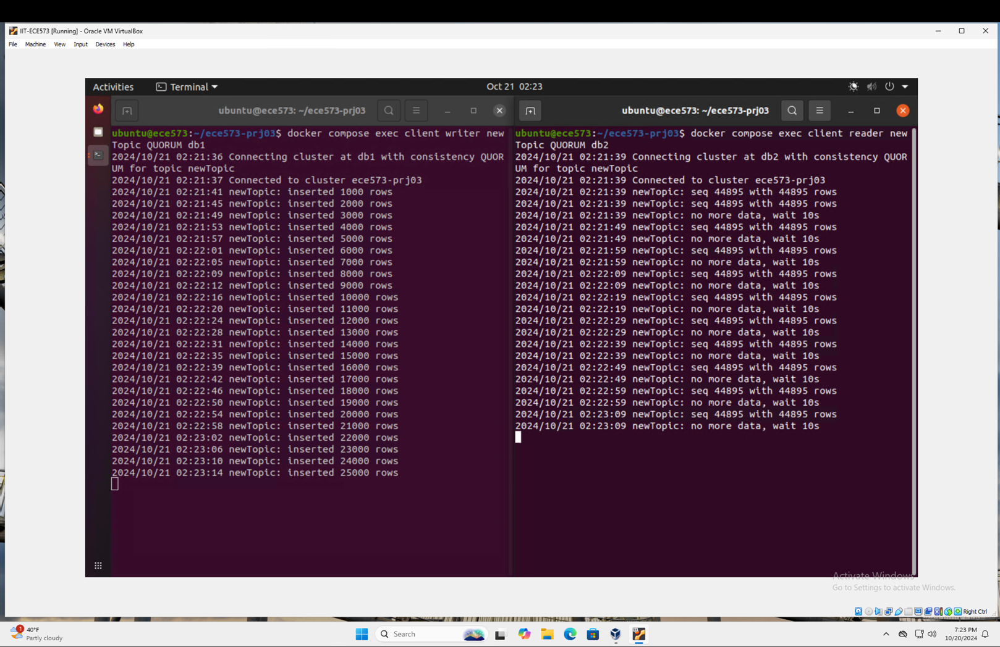 IIT-ECE573 [Running] - Oracle VM VirtualBox
File Machine View Input Devices Help
Activities Terminal Oct 21 02:23
ubuntu@ece573: ~/ece573-prj03
ubuntu@ece573:~/ece573-prj03$ docker compose exec client writer new
Topic QUORUM db1
2024/10/21 02:21:36 Connecting cluster at db1 with consistency QUOR
UM for topic newTopic
2024/10/21 02:21:37 Connected to cluster ece573-prj03
2024/10/21 02:21:41 newTopic: inserted 1000 rows
2024/10/21 02:21:45 newTopic: inserted 2000 rows
2024/10/21 02:21:49 newTopic: inserted 3000 rows
2024/10/21 02:21:53 newTopic: inserted 4000 rows
2024/10/21 02:21:57 newTopic: inserted 5000 rows
2024/10/21 02:22:01 newTopic: inserted 6000 rows
2024/10/21 02:22:05 newTopic: inserted 7000 rows
2024/10/21 02:22:09 newTopic: inserted 8000 rows
2024/10/21 02:22:12 newTopic: inserted 9000 rows
2024/10/21 02:22:16 newTopic: inserted 10000 rows
2024/10/21 02:22:20 newTopic: inserted 11000 rows
2024/10/21 02:22:24 newTopic: inserted 12000 rows
2024/10/21 02:22:28 newTopic: inserted 13000 rows
2024/10/21 02:22:31 newTopic: inserted 14000 rows
2024/10/21 02:22:35 newTopic: inserted 15000 rows
2024/10/21 02:22:39 newTopic: inserted 16000 rows
2024/10/21 02:22:42 newTopic: inserted 17000 rows
2024/10/21 02:22:46 newTopic: inserted 18000 rows
2024/10/21 02:22:50 newTopic: inserted 19000 rows
2024/10/21 02:22:54 newTopic: inserted 20000 rows
2024/10/21 02:22:58 newTopic: inserted 21000 rows
2024/10/21 02:23:02 newTopic: inserted 22000 rows
2024/10/21 02:23:06 newTopic: inserted 23000 rows
2024/10/21 02:23:10 newTopic: inserted 24000 rows
2024/10/21 02:23:14 newTopic: inserted 25000 rows
ubuntu@ece573: ~/ece573-prj03
ubuntu@ece573:~/ece573-prj03$ docker compose exec client reader new
Topic QUORUM db2
2024/10/21 02:21:39 Connecting cluster at db2 with consistency QUOR
UM for topic newTopic
2024/10/21 02:21:39 Connected to cluster ece573-prj03
2024/10/21 02:21:39 newTopic: seq 44895 with 44895 rows
2024/10/21 02:21:39 newTopic: seq 44895 with 44895 rows
2024/10/21 02:21:39 newTopic: no more data, wait 10s
2024/10/21 02:21:49 newTopic: seq 44895 with 44895 rows
2024/10/21 02:21:49 newTopic: no more data, wait 10s
2024/10/21 02:21:59 newTopic: seq 44895 with 44895 rows
2024/10/21 02:21:59 newTopic: no more data, wait 10s
2024/10/21 02:22:09 newTopic: seq 44895 with 44895 rows
2024/10/21 02:22:09 newTopic: no more data, wait 10s
2024/10/21 02:22:19 newTopic: seq 44895 with 44895 rows
2024/10/21 02:22:19 newTopic: no more data, wait 10s
2024/10/21 02:22:29 newTopic: seq 44895 with 44895 rows
2024/10/21 02:22:29 newTopic: no more data, wait 10s
2024/10/21 02:22:39 newTopic: seq 44895 with 44895 rows
2024/10/21 02:22:39 newTopic: no more data, wait 10s
2024/10/21 02:22:49 newTopic: seq 44895 with 44895 rows
2024/10/21 02:22:49 newTopic: no more data, wait 10s
2024/10/21 02:22:59 newTopic: seq 44895 with 44895 rows
2024/10/21 02:22:59 newTopic: no more data, wait 10s
2024/10/21 02:23:09 newTopic: seq 44895 with 44895 rows
2024/10/21 02:23:09 newTopic: no more data, wait 10s
Activate Windows
Go to Settings to activate Windows.
Right Ctrl
1
40°F
Partly cloudy
Search
7:23 PM
10/20/2024